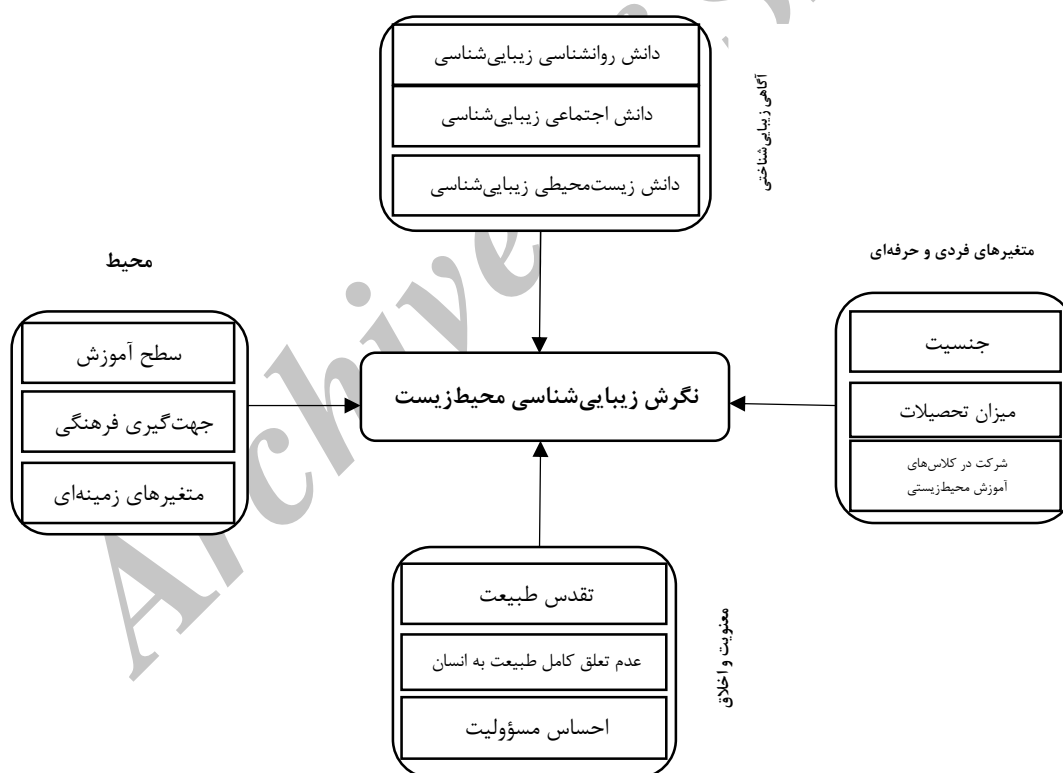 دانش روانشناسی زیبایی‌شناسی
دانش اجتماعی زیبایی‌شناسی
دانش زیست‌محیطی زیبایی‌شناسی
آگاهی زیبایی‌شناختی
متغیرهای فردی و حرفه‌ای
جنسیت
میزان تحصیلات
شرکت در کلاس‌های
آموزش محیط‌زیستی
محیط
سطح آموزش
جهت‌گیری فرهنگی
متغیرهای زمینه‌ای
نگرش زیبایی‌شناسی محیط‌زیست
تقدس طبیعت
عدم تعلق کامل طبیعت به انسان
احساس مسؤولیت
معنویت و اخلاق
Archive